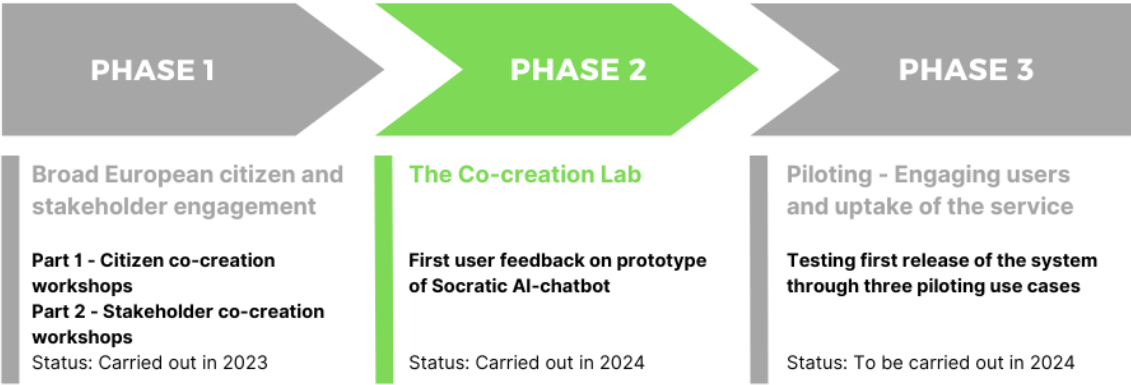 PHASE 1
Broad European citizen and
stakeholder engagement
Part 1 - Citizen co-creation
workshops
Part 2 - Stakeholder co-creation
workshops
Status: Carried out in 2023
PHASE 2
The Co-creation Lab
First user feedback on prototype
of Socratic AI-chatbot
Status: Carried out in 2024
PHASE 3
Piloting - Engaging users
and uptake of the service
Testing first release of the system
through three piloting use cases
Status: To be carried out in 2024